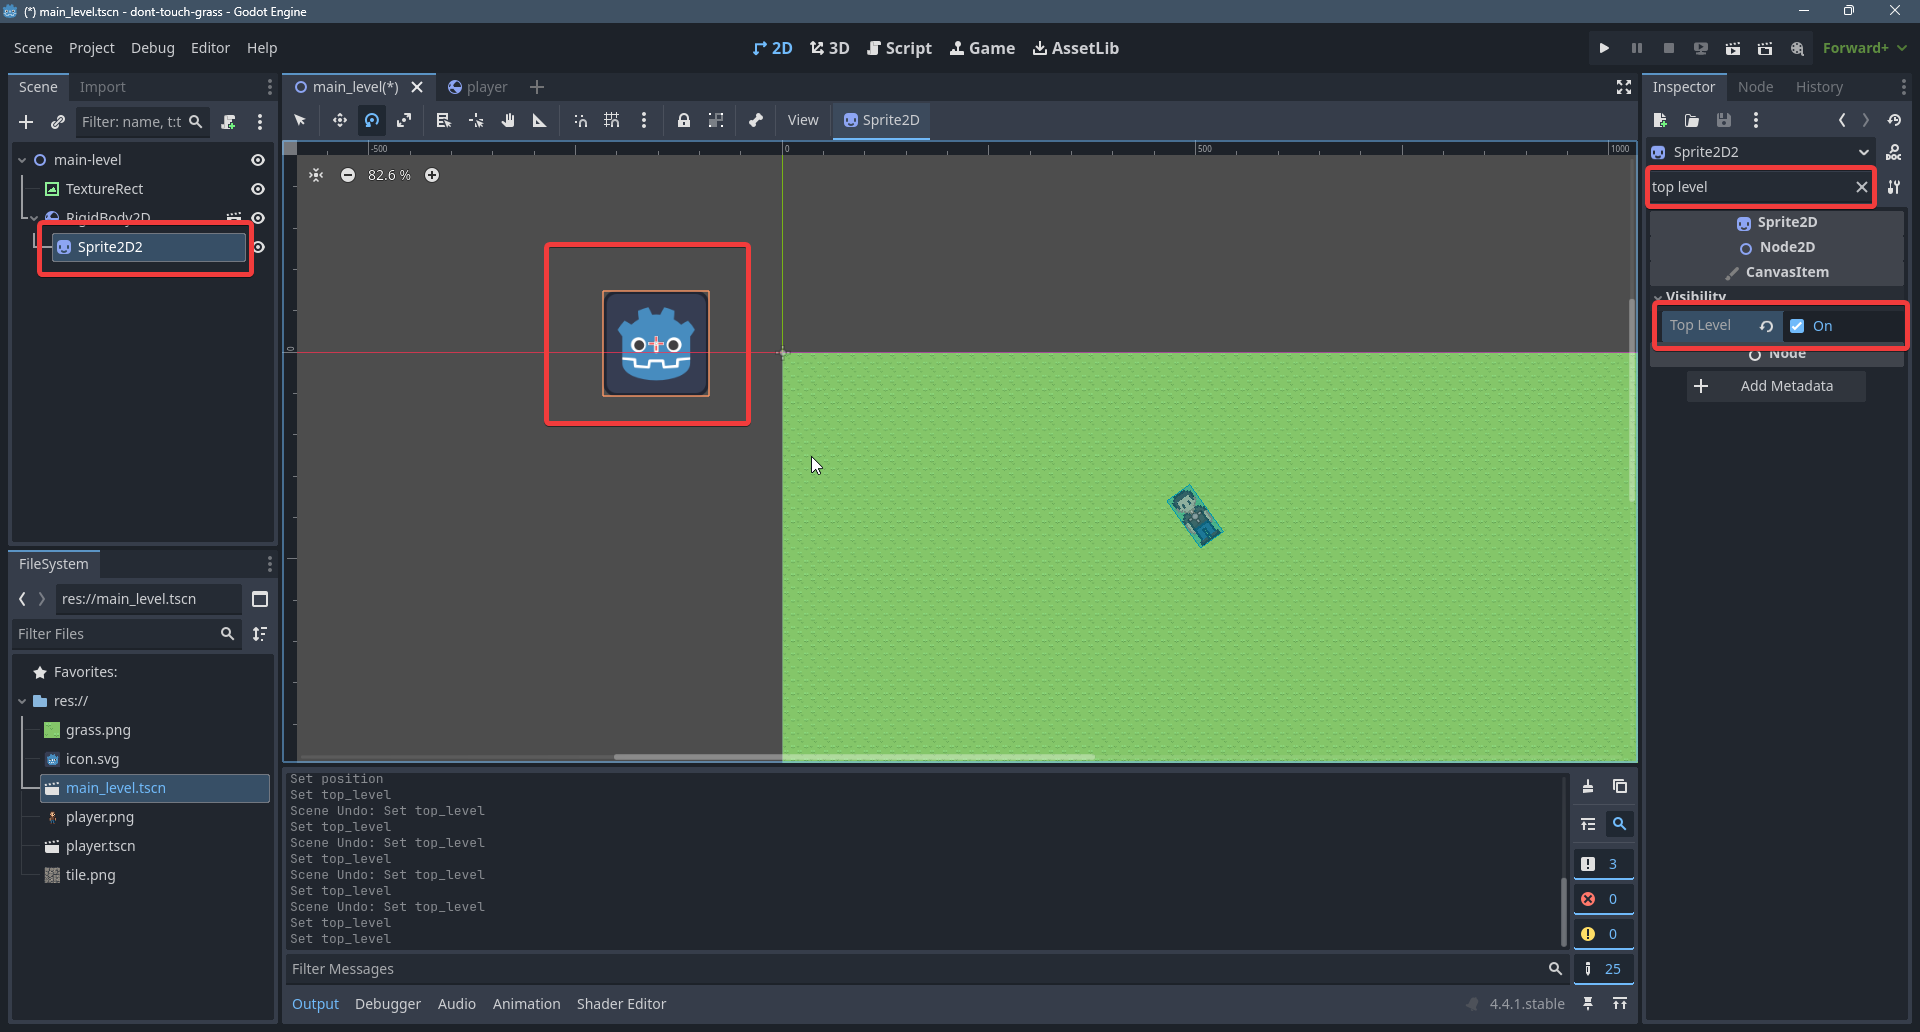 (*) main_level.tscn - dont-touch-grass - Godot Engine
Scene Project Debug Editor Help
2D 3D Script Game AssetLib
Forward+
Scene Import
main_level(*) player
Inspector Node History
Filter: name, t:t
View Sprite2D
-500 0 500 1000
main-level
Sprite2D2
82.6 %
TextureRect
top level
RigidBody2D
Sprite2D
Sprite2D2
Node2D
CanvasItem
Visibility
Top Level On
0
Node
Add Metadata
FileSystem
res://main_level.tscn
Filter Files
Favorites:
res://
grass.png
icon.svg
main_level.tscn
player.png
player.tscn
tile.png
Set position
Set top_level
Scene Undo: Set top_level
Set top_level
Scene Undo: Set top_level
Set top_level
Scene Undo: Set top_level
Set top_level
Scene Undo: Set top_level
Set top_level
Set top_level
3
0
0
25
Filter Messages
Output Debugger Audio Animation Shader Editor
4.4.1.stable